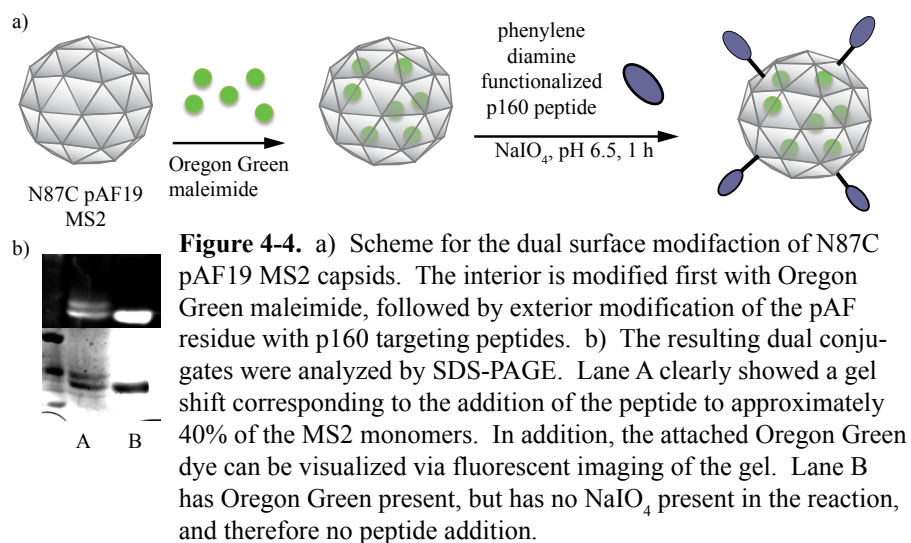 a)
N87C pAF19
MS2
Oregon Green
maleimide
phenylene
diamine
functionalized
p160 peptide
NaIO4, pH 6.5, 1 h
b)
A B
Figure 4-4. a) Scheme for the dual surface modifaction of N87C
pAF19 MS2 capsids. The interior is modified first with Oregon
Green maleimide, followed by exterior modification of the pAF
residue with p160 targeting peptides. b) The resulting dual conju-
gates were analyzed by SDS-PAGE. Lane A clearly showed a gel
shift corresponding to the addition of the peptide to approximately
40% of the MS2 monomers. In addition, the attached Oregon Green
dye can be visualized via fluorescent imaging of the gel. Lane B
has Oregon Green present, but has no NaIO4 present in the reaction,
and therefore no peptide addition.